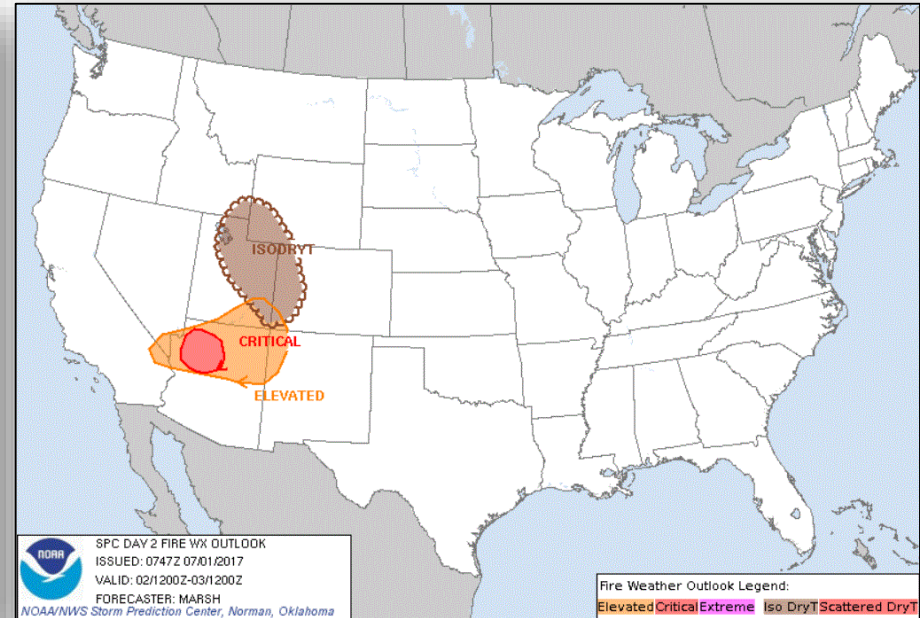 ISODRYT
CRITICAL
ELEVATED
NOAA
SPC DAY 2 FIRE WX OUTLOOK
ISSUED: 0747Z 07/01/2017
VALID: 02/1200Z-03/1200Z
FORECASTER: MARSH
NOAA/NWS Storm Prediction Center, Norman, Oklahoma
Fire Weather Outlook Legend:
Elevated Critical Extreme Iso DryT Scattered DryT